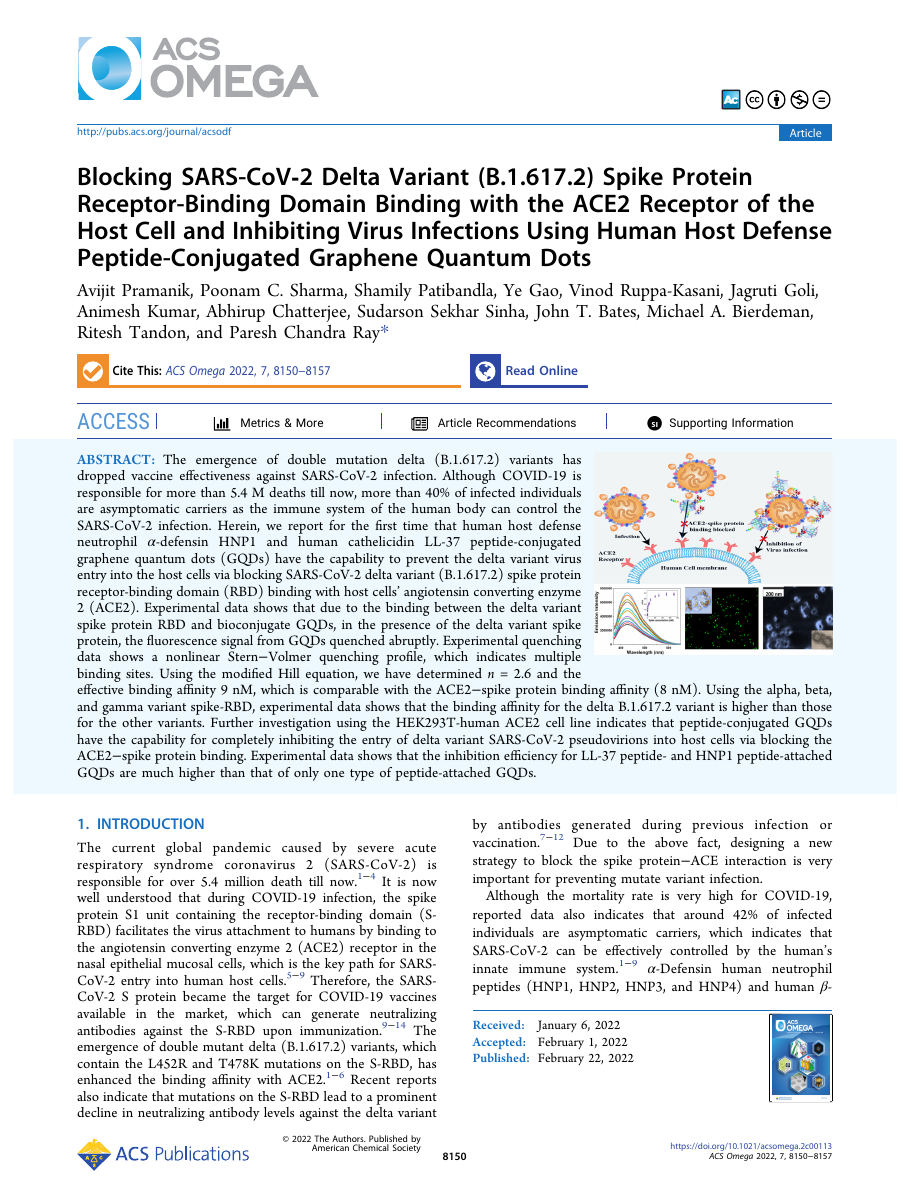 ACS
OMEGA
http://pubs.acs.org/journal/acsodf
Article
Blocking SARS-CoV-2 Delta Variant (B.1.617.2) Spike Protein
Receptor-Binding Domain Binding with the ACE2 Receptor of the
Host Cell and Inhibiting Virus Infections Using Human Host Defense
Peptide-Conjugated Graphene Quantum Dots
Avijit Pramanik, Poonam C. Sharma, Shamily Patibandla, Ye Gao, Vinod Ruppa-Kasani, Jagruti Goli,
Animesh Kumar, Abhirup Chatterjee, Sudarson Sekhar Sinha, John T. Bates, Michael A. Bierdeman,
Ritesh Tandon, and Paresh Chandra Ray*
Cite This: ACS Omega 2022, 7, 8150−8157
Read Online
ACCESS
Metrics & More
Article Recommendations
Supporting Information
ABSTRACT: The emergence of double mutation delta (B.1.617.2) variants has
dropped vaccine effectiveness against SARS-CoV-2 infection. Although COVID-19 is
responsible for more than 5.4 M deaths till now, more than 40% of infected individuals
are asymptomatic carriers as the immune system of the human body can control the
SARS-CoV-2 infection. Herein, we report for the first time that human host defense
neutrophil α-defensin HNP1 and human cathelicidin LL-37 peptide-conjugated
graphene quantum dots (GQDs) have the capability to prevent the delta variant virus
entry into the host cells via blocking SARS-CoV-2 delta variant (B.1.617.2) spike protein
receptor-binding domain (RBD) binding with host cells' angiotensin converting enzyme
2 (ACE2). Experimental data shows that due to the binding between the delta variant
spike protein RBD and bioconjugate GQDs, in the presence of the delta variant spike
protein, the fluorescence signal from GQDs quenched abruptly. Experimental quenching
data shows a nonlinear Stern−Volmer quenching profile, which indicates multiple
binding sites. Using the modified Hill equation, we have determined n = 2.6 and the
effective binding affinity 9 nM, which is comparable with the ACE2−spike protein binding affinity (8 nM). Using the alpha, beta,
and gamma variant spike-RBD, experimental data shows that the binding affinity for the delta B.1.617.2 variant is higher than those
for the other variants. Further investigation using the HEK293T-human ACE2 cell line indicates that peptide-conjugated GQDs
have the capability for completely inhibiting the entry of delta variant SARS-CoV-2 pseudovirions into host cells via blocking the
ACE2−spike protein binding. Experimental data shows that the inhibition efficiency for LL-37 peptide- and HNP1 peptide-attached
GQDs are much higher than that of only one type of peptide-attached GQDs.
Infection
ACE2-spike protein
binding blocked
Inhibition of
Virus infection
ACE2
Receptor
Human Cell membrane
Emission Intensity
Wavelength (nm)
200 nm
1. INTRODUCTION
The current global pandemic caused by severe acute
respiratory syndrome coronavirus 2 (SARS-CoV-2) is
responsible for over 5.4 million death till now.1−4 It is now
well understood that during COVID-19 infection, the spike
protein S1 unit containing the receptor-binding domain (S-
RBD) facilitates the virus attachment to humans by binding to
the angiotensin converting enzyme 2 (ACE2) receptor in the
nasal epithelial mucosal cells, which is the key path for SARS-
CoV-2 entry into human host cells.5−9 Therefore, the SARS-
CoV-2 S protein became the target for COVID-19 vaccines
available in the market, which can generate neutralizing
antibodies against the S-RBD upon immunization.9−14 The
emergence of double mutant delta (B.1.617.2) variants, which
contain the L452R and T478K mutations on the S-RBD, has
enhanced the binding affinity with ACE2.1−6 Recent reports
also indicate that mutations on the S-RBD lead to a prominent
decline in neutralizing antibody levels against the delta variant
by antibodies generated during previous infection or
vaccination.7−12 Due to the above fact, designing a new
strategy to block the spike protein−ACE interaction is very
important for preventing mutate variant infection.
Although the mortality rate is very high for COVID-19,
reported data also indicates that around 42% of infected
individuals are asymptomatic carriers, which indicates that
SARS-CoV-2 can be effectively controlled by the human's
innate immune system.1−9 α-Defensin human neutrophil
peptides (HNP1, HNP2, HNP3, and HNP4) and human β-
Received: January 6, 2022
Accepted: February 1, 2022
Published: February 22, 2022
ACS
OMEGA
ACS Publications
© 2022 The Authors. Published by
American Chemical Society
8150
https://doi.org/10.1021/acsomega.2c00113
ACS Omega 2022, 7, 8150−8157